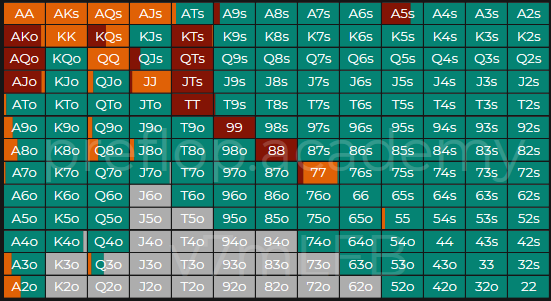 AA AKs AQs AJs ATs A9s A8s A7s A6s A5s A4s A3s A2s
AKo KK KQs KJs KTs K9s K8s K7s K6s K5s K4s K3s K2s
AQo KQo QQ QJs QTs Q9s Q8s Q7s Q6s Q5s Q4s Q3s Q2s
AJo KJo QJo JJ JTs J9s J8s J7s J6s J5s J4s J3s J2s
ATo KTo QTo JTo TT T9s T8s T7s T6s T5s T4s T3s T2s
A9o K9o Q9o J9o T9o 99 98s 97s 96s 95s 94s 93s 92s
A8o K8o Q8o J8o T8o 98o 88 87s 86s 85s 84s 83s 82s
A7o K7o Q7o J7o T7o 97o 87o 77 76s 75s 74s 73s 72s
A6o K6o Q6o J6o T6o 96o 86o 76o 66 65s 64s 63s 62s
A5o K5o Q5o J5o T5o 95o 85o 75o 65o 55 54s 53s 52s
A4o K4o Q4o J4o T4o 94o 84o 74o 64o 54o 44 43s 42s
A3o K3o Q3o J3o T3o 93o 83o 73o 63o 53o 43o 33 32s
A2o K2o Q2o J2o T2o 92o 82o 72o 62o 52o 42o 32o 22
preflop.academy